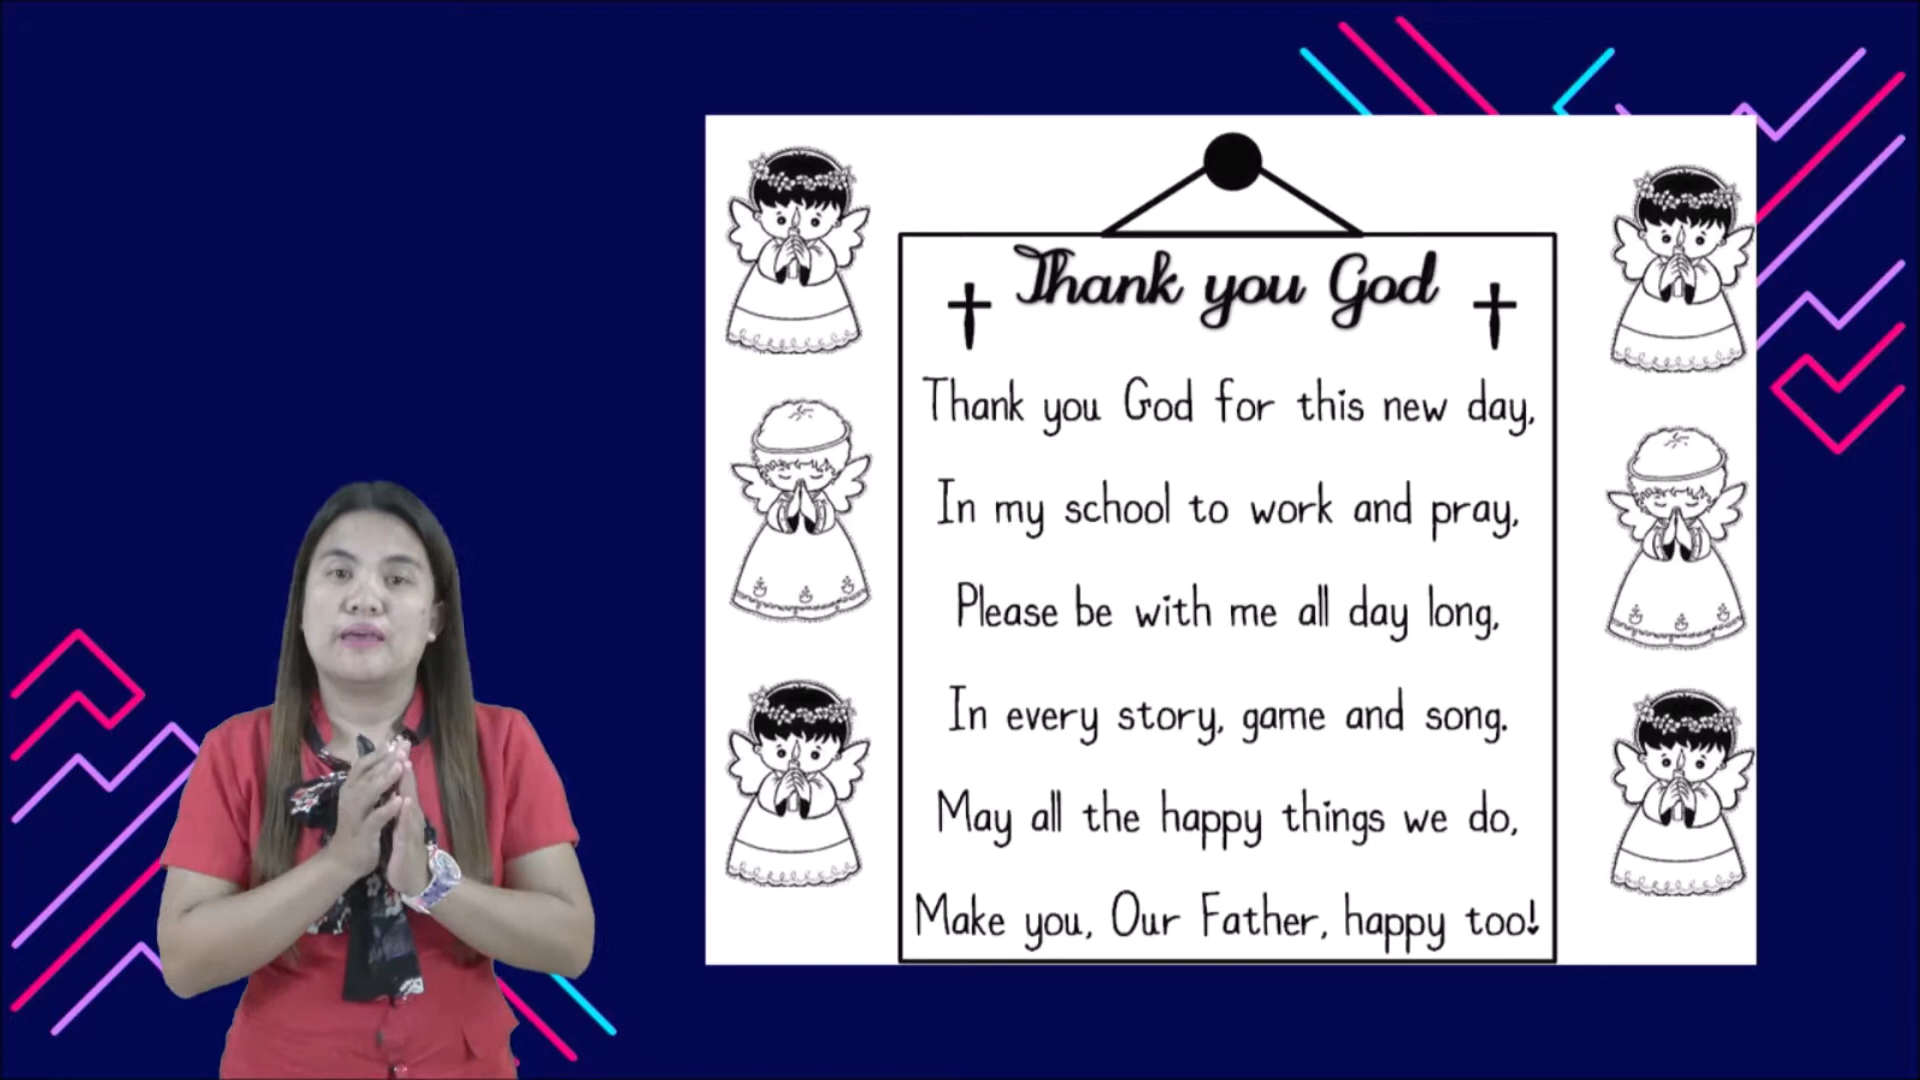 Thank you God
Thank you God for this new day,
In my school to work and pray,
Please be with me all day long,
In every story, game and song.
May all the happy things we do,
Make you, Our Father, happy too!